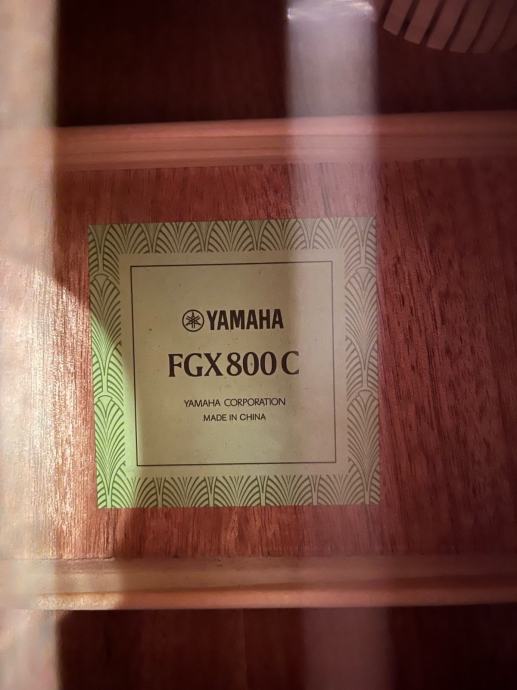 YAMAHA
FGX800C
YAMAHA CORPORATION
MADE IN CHINA